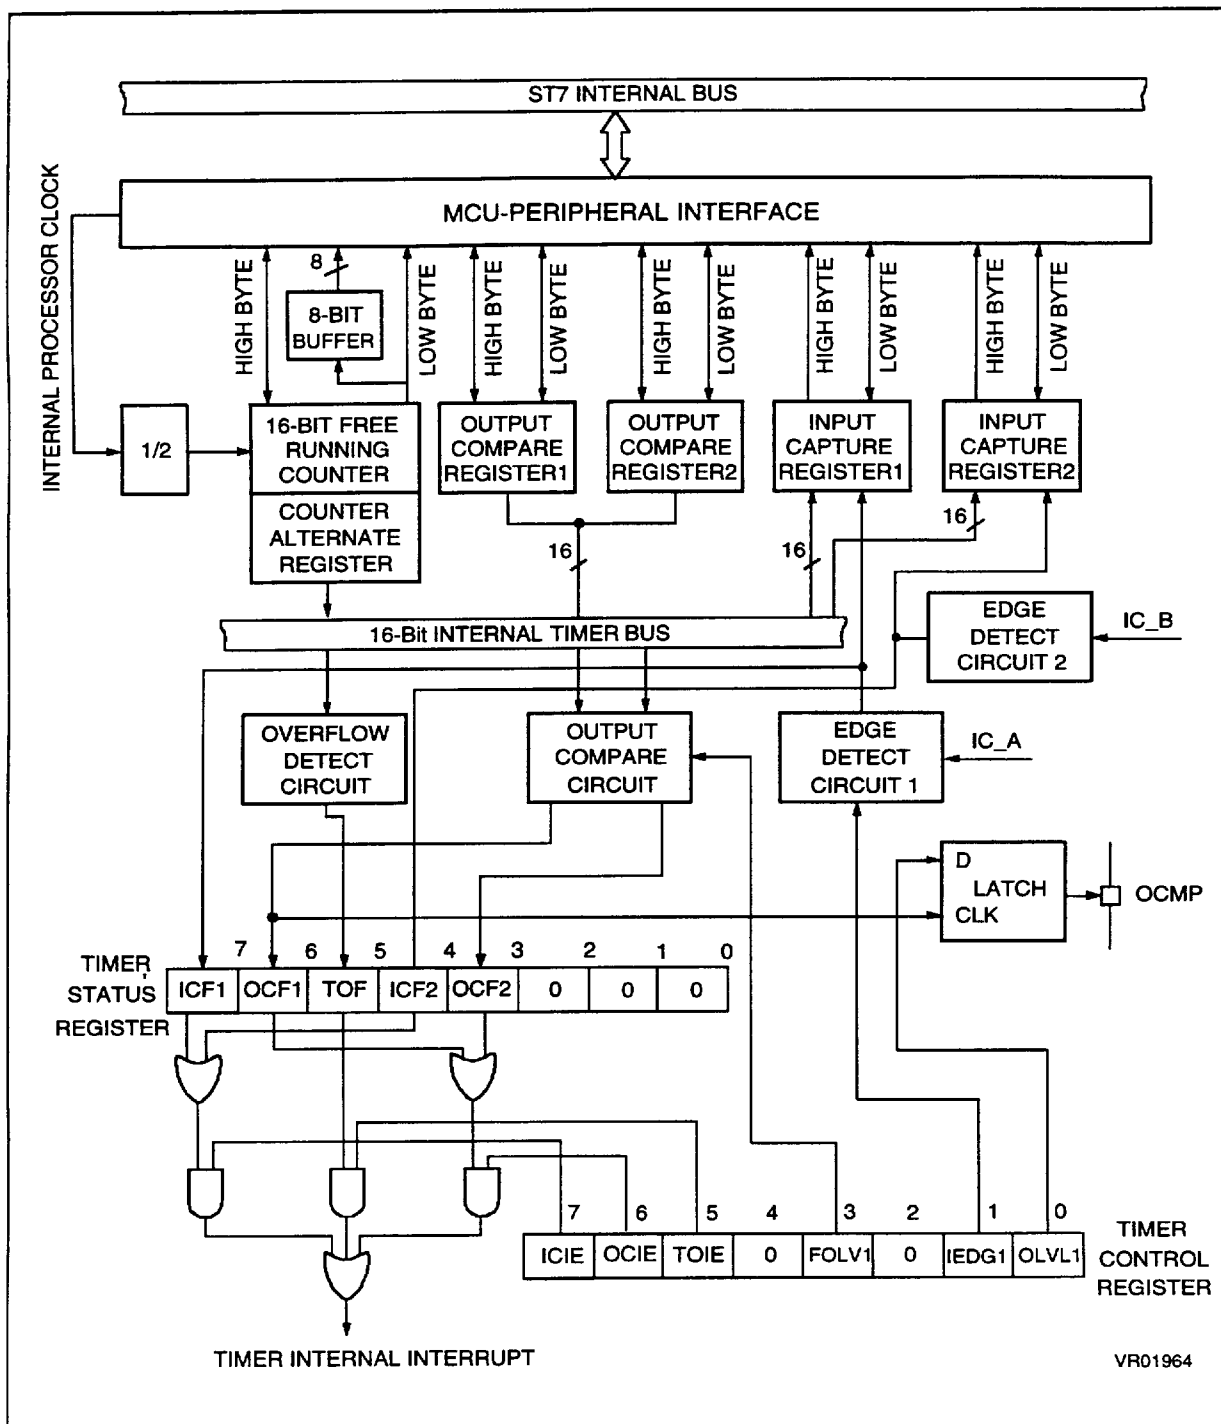 ST7 INTERNAL BUS
INTERNAL PROCESSOR CLOCK
MCU-PERIPHERAL INTERFACE
HIGH BYTE
8
8-BIT
BUFFER
LOW BYTE
HIGH BYTE
LOW BYTE
HIGH BYTE
LOW BYTE
HIGH BYTE
LOW BYTE
HIGH BYTE
LOW BYTE
1/2
16-BIT FREE
RUNNING
COUNTER
OUTPUT
COMPARE
REGISTER1
OUTPUT
COMPARE
REGISTER2
INPUT
CAPTURE
REGISTER1
INPUT
CAPTURE
REGISTER2
COUNTER
ALTERNATE
REGISTER
16
16
16
16-Bit INTERNAL TIMER BUS
EDGE
DETECT
CIRCUIT 2
IC_B
OVERFLOW
DETECT
CIRCUIT
OUTPUT
COMPARE
CIRCUIT
EDGE
DETECT
CIRCUIT 1
IC_A
D
LATCH
CLK
OCMP
7 6 5 4 3 2 1 0
TIMER
STATUS
REGISTER
ICF1 OCF1 TOF ICF2 OCF2 0 0 0
7 6 5 4 3 2 1 0
ICIE OCIE TOIE 0 FOLV1 0 IEDG1 OLVL1
TIMER
CONTROL
REGISTER
TIMER INTERNAL INTERRUPT
VR01964